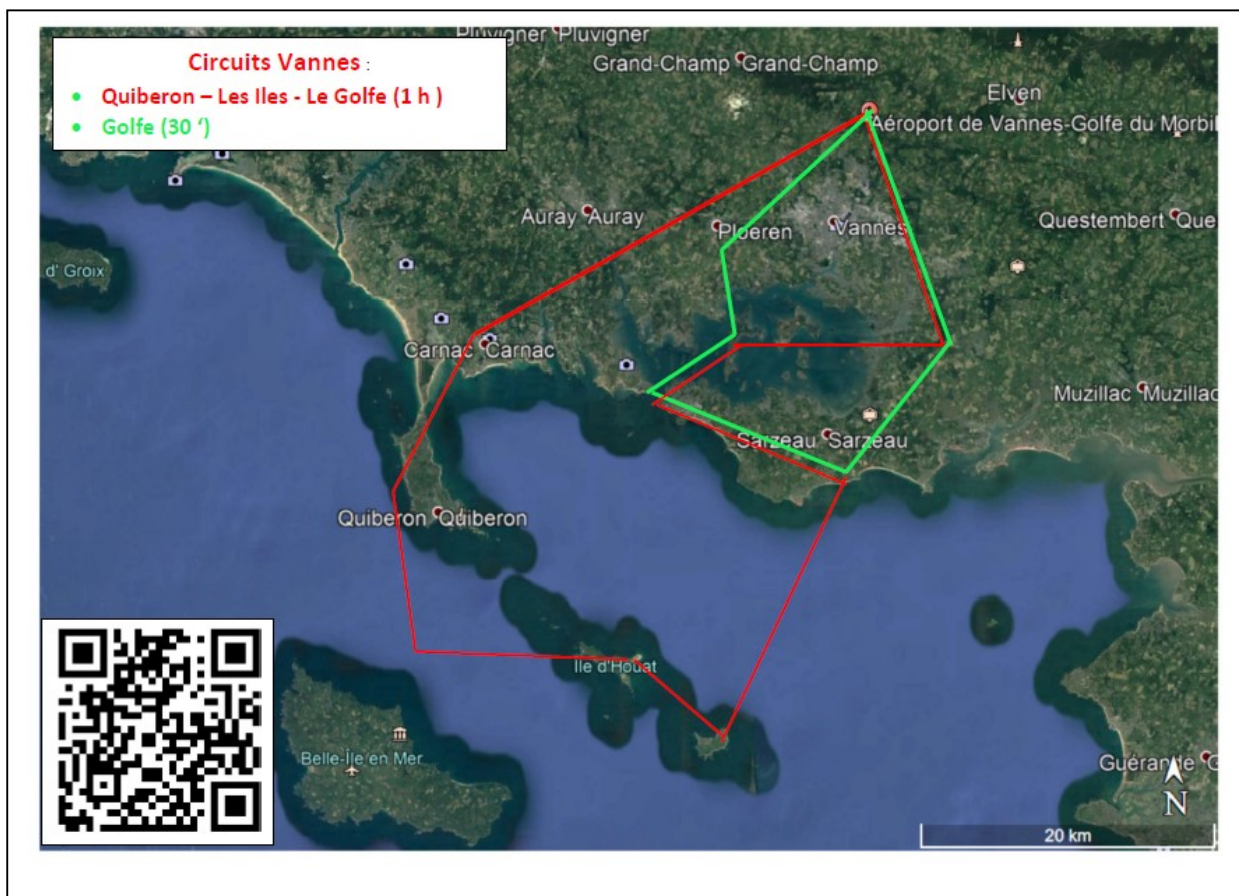 Pluvigner Pluvigner
Circuits Vannes :
• Quiberon – Les Iles - Le Golfe (1 h )
• Golfe (30 ‘)
Grand-Champ Grand-Champ
Elven
Aéroport de Vannes-Golfe du Morbi
Auray Auray
Ploeren
Vannes
Questembert Que
d' Groix
Carnac Carnac
Muzillac Muzillac
Sarzeau Sarzeau
Quiberon Quiberon
Ile d'Houat
Belle-Île en Mer
Guérande G
N
20 km